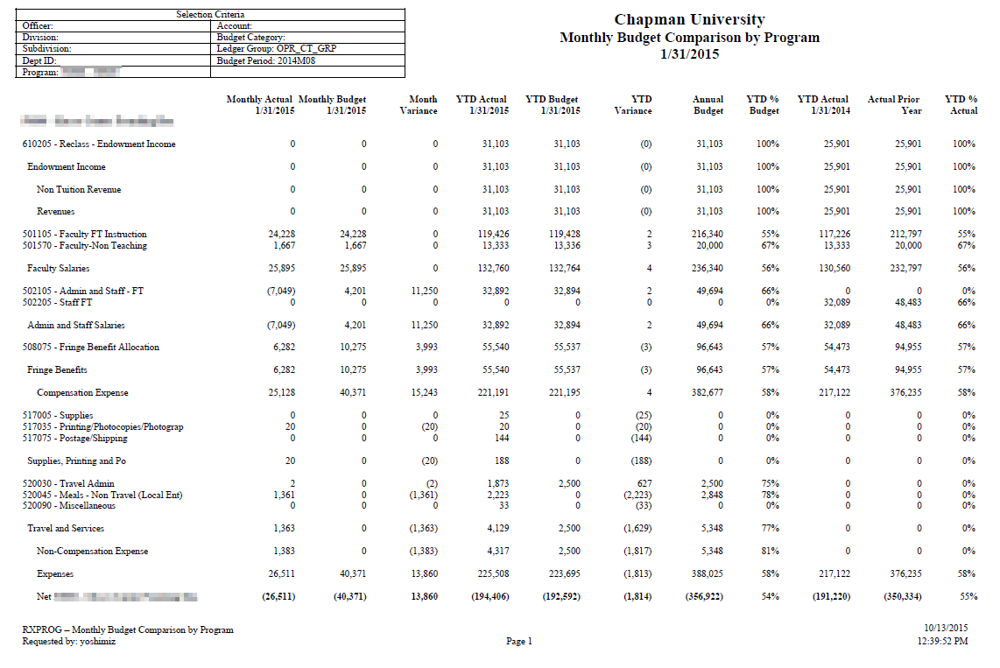 Selection Criteria
Officer: Account:
Division: Budget Category:
Subdivision: Ledger Group: OPR_CT_GRP
Dept ID: Budget Period: 2014M08
Program:
Chapman University
Monthly Budget Comparison by Program
1/31/2015
Monthly Actual Monthly Budget Month YTD Actual YTD Budget YTD Annual YTD % YTD Actual Actual Prior YTD %
1/31/2015 1/31/2015 Variance 1/31/2015 1/31/2015 Variance Budget Budget 1/31/2014 Year Actual
610205 - Reclass - Endowment Income 0 0 0 31,103 31,103 (0) 31,103 100% 25,901 25,901 100%
Endowment Income 0 0 0 31,103 31,103 (0) 31,103 100% 25,901 25,901 100%
Non Tuition Revenue 0 0 0 31,103 31,103 (0) 31,103 100% 25,901 25,901 100%
Revenues 0 0 0 31,103 31,103 (0) 31,103 100% 25,901 25,901 100%
501105 - Faculty FT Instruction 24,228 24,228 0 119,426 119,428 2 216,340 55% 117,226 212,797 55%
501570 - Faculty-Non Teaching 1,667 1,667 0 13,333 13,336 3 20,000 67% 13,333 20,000 67%
Faculty Salaries 25,895 25,895 0 132,760 132,764 4 236,340 56% 130,560 232,797 56%
502105 - Admin and Staff - FT (7,049) 4,201 11,250 32,892 32,894 2 49,694 66% 0 0 0%
502205 - Staff FT 0 0 0 0 0 0 0 0% 32,089 48,483 66%
Admin and Staff Salaries (7,049) 4,201 11,250 32,892 32,894 2 49,694 66% 32,089 48,483 66%
508075 - Fringe Benefit Allocation 6,282 10,275 3,993 55,540 55,537 (3) 96,643 57% 54,473 94,955 57%
Fringe Benefits 6,282 10,275 3,993 55,540 55,537 (3) 96,643 57% 54,473 94,955 57%
Compensation Expense 25,128 40,371 15,243 221,191 221,195 4 382,677 58% 217,122 376,235 58%
517005 - Supplies 0 0 0 25 0 (25) 0 0% 0 0 0%
517035 - Printing/Photocopies/Photograp 20 0 (20) 20 0 (20) 0 0% 0 0 0%
517075 - Postage/Shipping 0 0 0 144 0 (144) 0 0% 0 0 0%
Supplies, Printing and Po 20 0 (20) 188 0 (188) 0 0% 0 0 0%
520030 - Travel Admin 2 0 (2) 1,873 2,500 627 2,500 75% 0 0 0%
520045 - Meals - Non Travel (Local Ent) 1,361 0 (1,361) 2,223 0 (2,223) 2,848 78% 0 0 0%
520090 - Miscellaneous 0 0 0 33 0 (33) 0 0% 0 0 0%
Travel and Services 1,363 0 (1,363) 4,129 2,500 (1,629) 5,348 77% 0 0 0%
Non-Compensation Expense 1,383 0 (1,383) 4,317 2,500 (1,817) 5,348 81% 0 0 0%
Expenses 26,511 40,371 13,860 225,508 223,695 (1,813) 388,025 58% 217,122 376,235 58%
Net (26,511) (40,371) 13,860 (194,406) (192,592) (1,814) (356,922) 54% (191,220) (350,334) 55%
RXPROG – Monthly Budget Comparison by Program 10/13/2015
Requested by: yoshimiz Page 1 12:39:52 PM